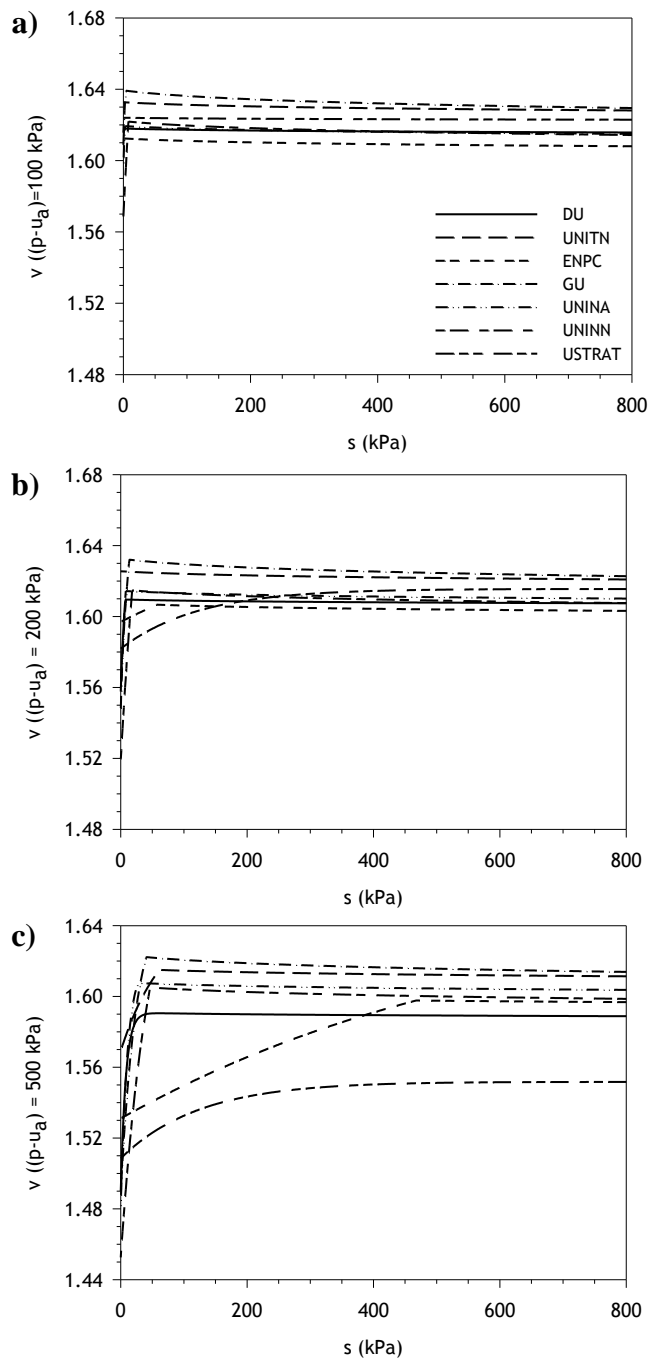 a)
1.68
1.64
1.60
1.56
1.52
1.48
v ((p-ua)=100 kPa)
DU
UNITN
ENPC
GU
UNINA
UNINN
USTRAT
0 200 400 600 800
s (kPa)
b)
1.68
1.64
1.60
1.56
1.52
1.48
v ((p-ua) = 200 kPa)
0 200 400 600 800
s (kPa)
c)
1.64
1.60
1.56
1.52
1.48
1.44
v ((p-ua) = 500 kPa)
0 200 400 600 800
s (kPa)